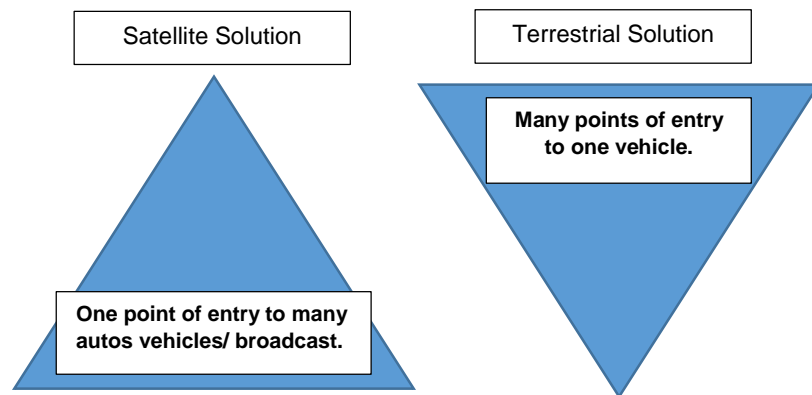 Satellite Solution
Terrestrial Solution
Many points of entry
to one vehicle.
One point of entry to many
autos vehicles/ broadcast.